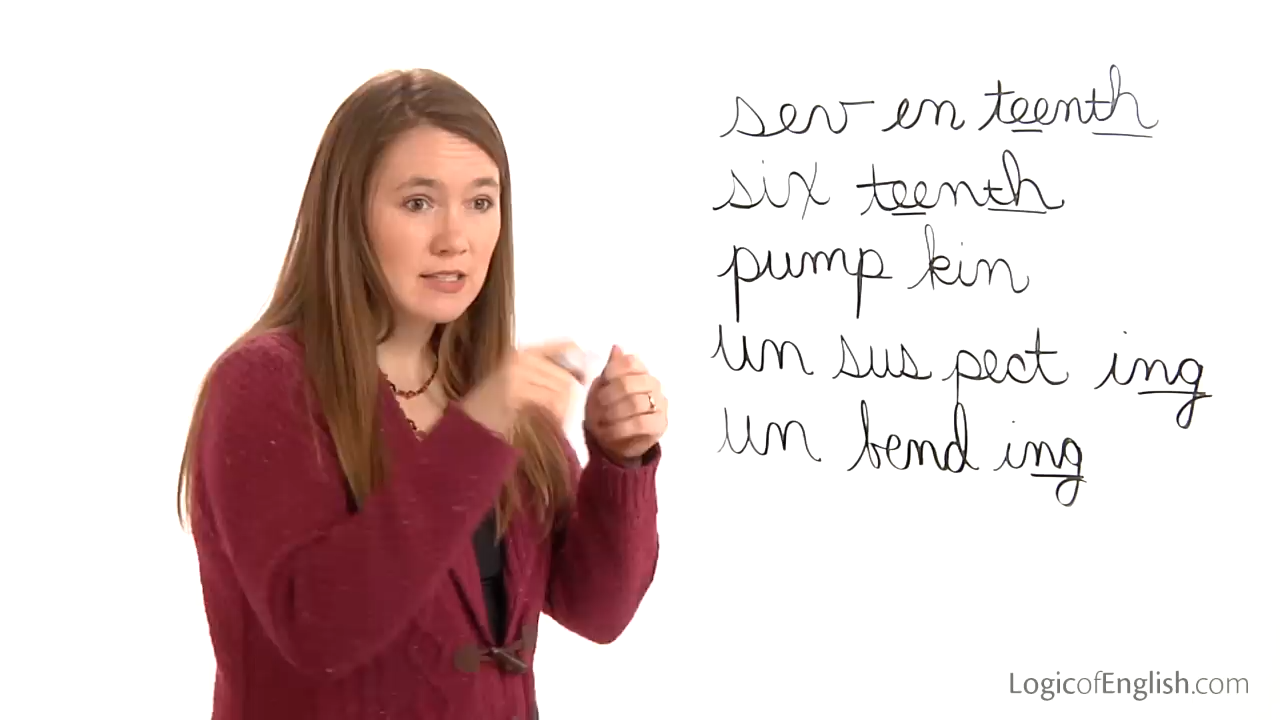 sev en teenth
six teenth
pump kin
un sus pect ing
un bend ing
LogicofEnglish.com